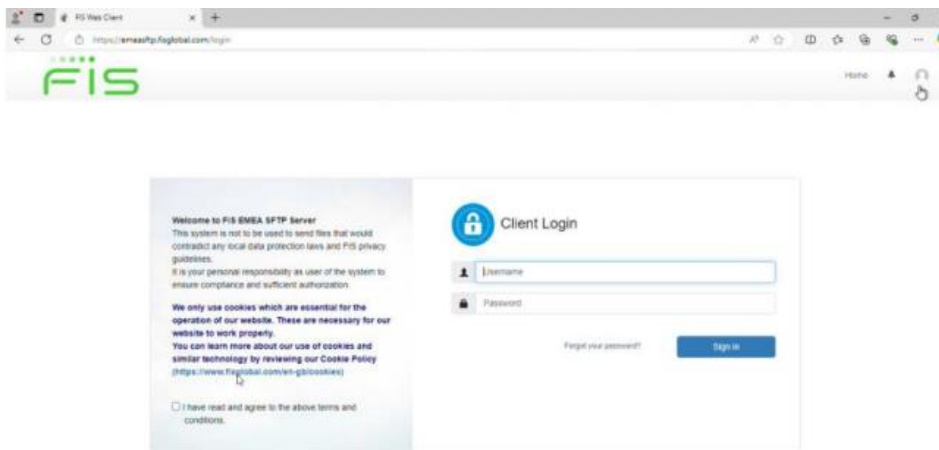 FIS Web Client
https://emeasftp.fisglobal.com/login
FIS
Home
Welcome to FIS EMEA SFTP Server
This system is not to be used to send files that would
contradict any local data protection laws and FIS privacy
guidelines.
It is your personal responsibility as user of the system to
ensure compliance and sufficient authorization.
We only use cookies which are essential for the
operation of our website. These are necessary for our
website to work properly.
You can learn more about our use of cookies and
similar technology by reviewing our Cookie Policy
(https://www.fisglobal.com/en-gb/cookies)
I have read and agree to the above terms and
conditions.
Client Login
Username
Password
Forgot your password?
Sign in